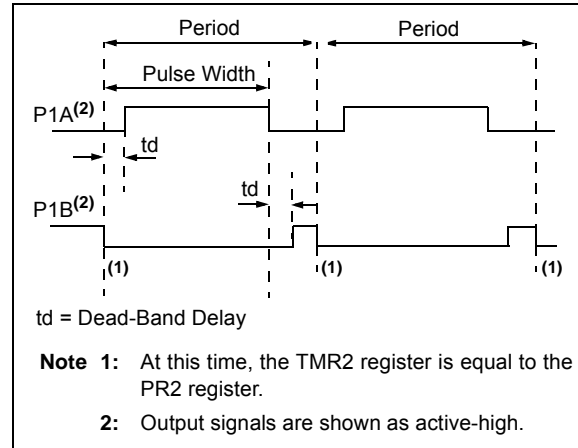 Period Period
Pulse Width
P1A(2)
td
td
P1B(2)
(1) (1) (1)
td = Dead-Band Delay
Note 1: At this time, the TMR2 register is equal to the
PR2 register.
2: Output signals are shown as active-high.